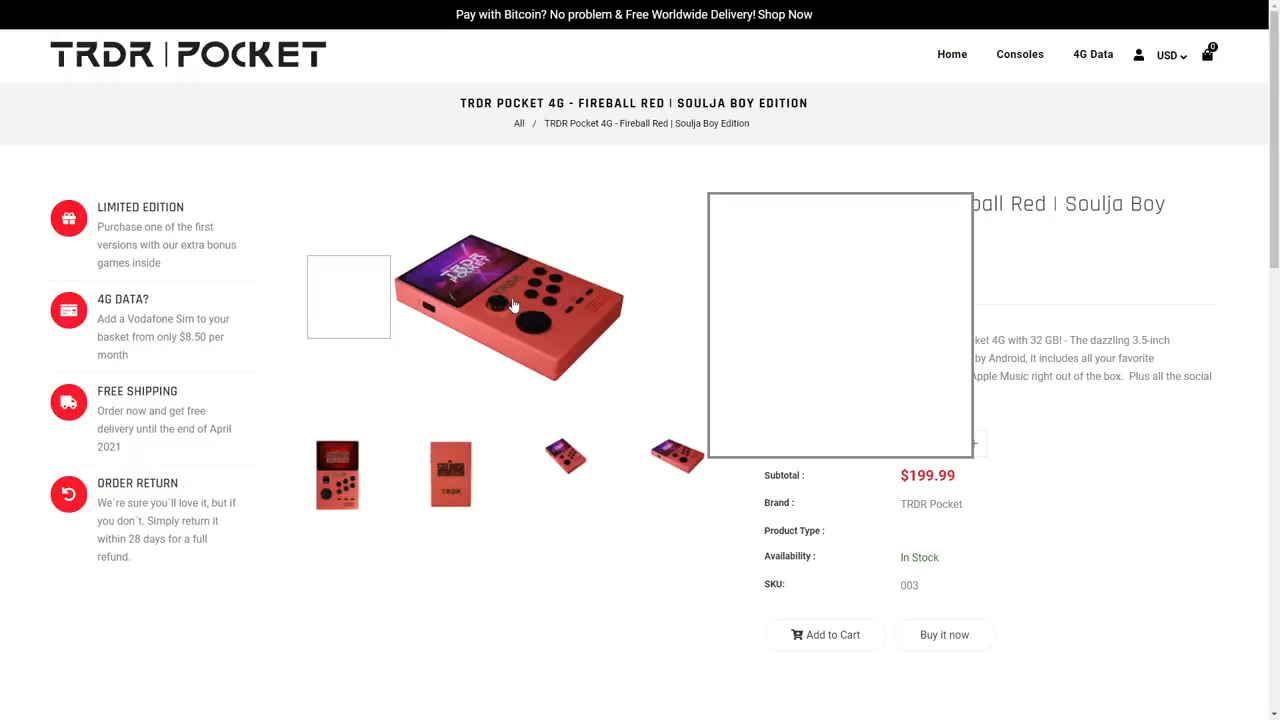 Pay with Bitcoin? No problem & Free Worldwide Delivery! Shop Now
TRDR | POCKET
Home
Consoles
4G Data
USD
0
TRDR POCKET 4G - FIREBALL RED | SOULJA BOY EDITION
All / TRDR Pocket 4G - Fireball Red | Soulja Boy Edition
LIMITED EDITION
Purchase one of the first
versions with our extra bonus
games inside
4G DATA?
Add a Vodafone Sim to your
basket from only $8.50 per
month
FREE SHIPPING
Order now and get free
delivery until the end of April
2021
ORDER RETURN
We`re sure you`ll love it, but if
you don`t. Simply return it
within 28 days for a full
refund.
TRDR
POCKET
TRDR
TRDR
ball Red | Soulja Boy
ket 4G with 32 GB! - The dazzling 3.5-inch
by Android, it includes all your favorite
Apple Music right out of the box. Plus all the social
+
Subtotal : $199.99
Brand : TRDR Pocket
Product Type :
Availability : In Stock
SKU: 003
Add to Cart
Buy it now